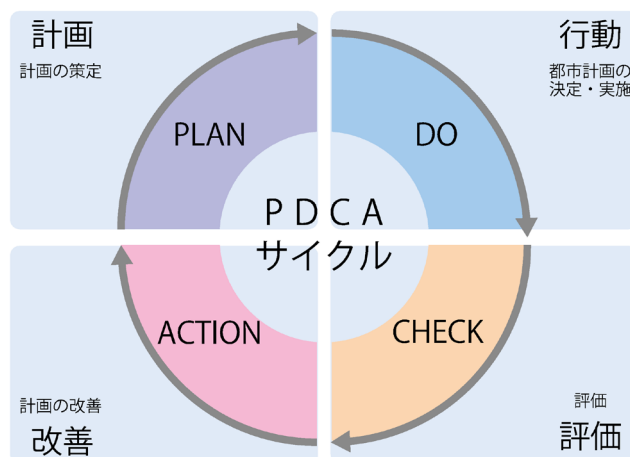 計画
計画の策定
PLAN
行動
都市計画の
決定・実施
DO
PDCA
サイクル
ACTION
計画の改善
改善
CHECK
評価
評価